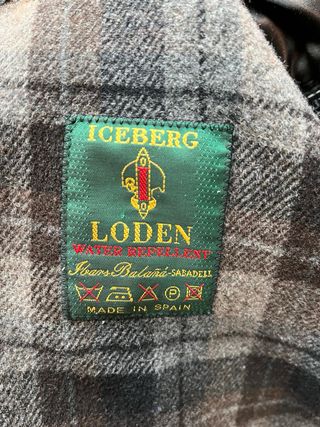 ICEBERG
LODEN
WATER REPELLENT
Ibars Balañá-SABADELL
P
MADE IN SPAIN